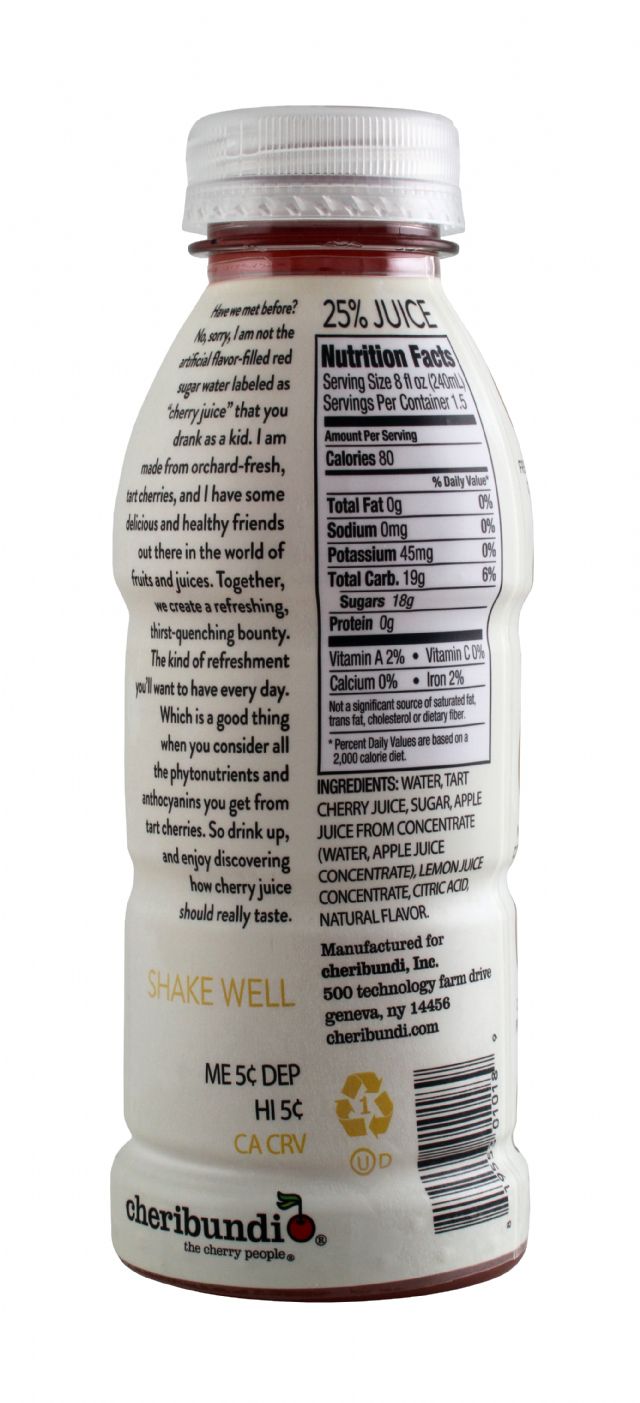 Have we met before?
No, sorry, I am not the
artificial flavor-filled red
sugar water labeled as
"cherry juice" that you
drank as a kid. I am
made from orchard-fresh,
tart cherries, and I have some
delicious and healthy friends
out there in the world of
fruits and juices. Together,
we create a refreshing,
thirst-quenching bounty.
The kind of refreshment
you'll want to have every day.
Which is a good thing
when you consider all
the phytonutrients and
anthocyanins you get from
tart cherries. So drink up,
and enjoy discovering
how cherry juice
should really taste.
SHAKE WELL
ME 5¢ DEP
HI 5¢
CA CRV
cheribundi®
the cherry people®
25% JUICE
Nutrition Facts
Serving Size 8 fl oz (240mL)
Servings Per Container 1.5
Amount Per Serving
Calories 80
% Daily Value*
Total Fat 0g 0%
Sodium 0mg 0%
Potassium 45mg 0%
Total Carb. 19g 6%
Sugars 18g
Protein 0g
Vitamin A 2% • Vitamin C 0%
Calcium 0% • Iron 2%
Not a significant source of saturated fat,
trans fat, cholesterol or dietary fiber.
* Percent Daily Values are based on a
2,000 calorie diet.
INGREDIENTS: WATER, TART
CHERRY JUICE, SUGAR, APPLE
JUICE FROM CONCENTRATE
(WATER, APPLE JUICE
CONCENTRATE), LEMON JUICE
CONCENTRATE, CITRIC ACID,
NATURAL FLAVOR.
Manufactured for
cheribundi, Inc.
500 technology farm drive
geneva, ny 14456
cheribundi.com
1
U D